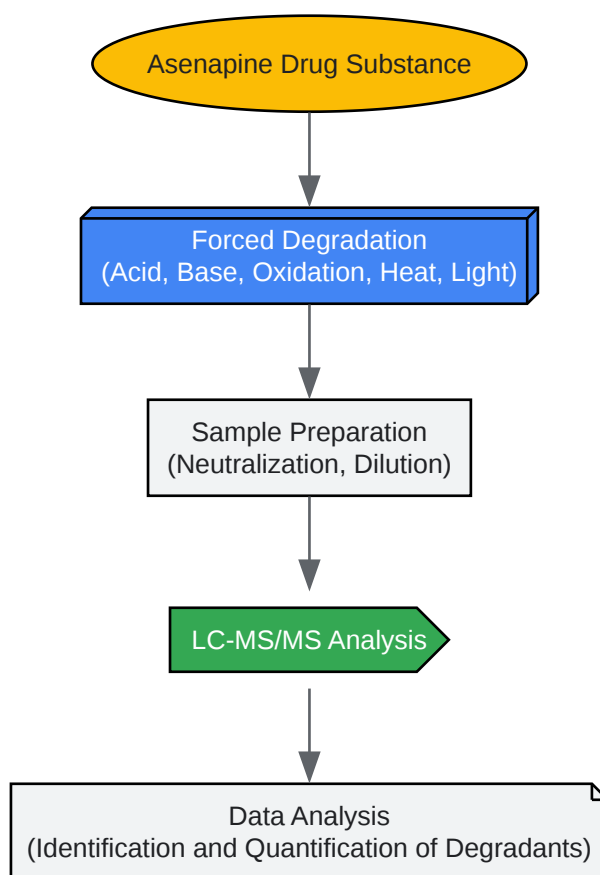 Asenapine Drug Substance
Forced Degradation
(Acid, Base, Oxidation, Heat, Light)
Sample Preparation
(Neutralization, Dilution)
LC-MS/MS Analysis
Data Analysis
(Identification and Quantification of Degradants)